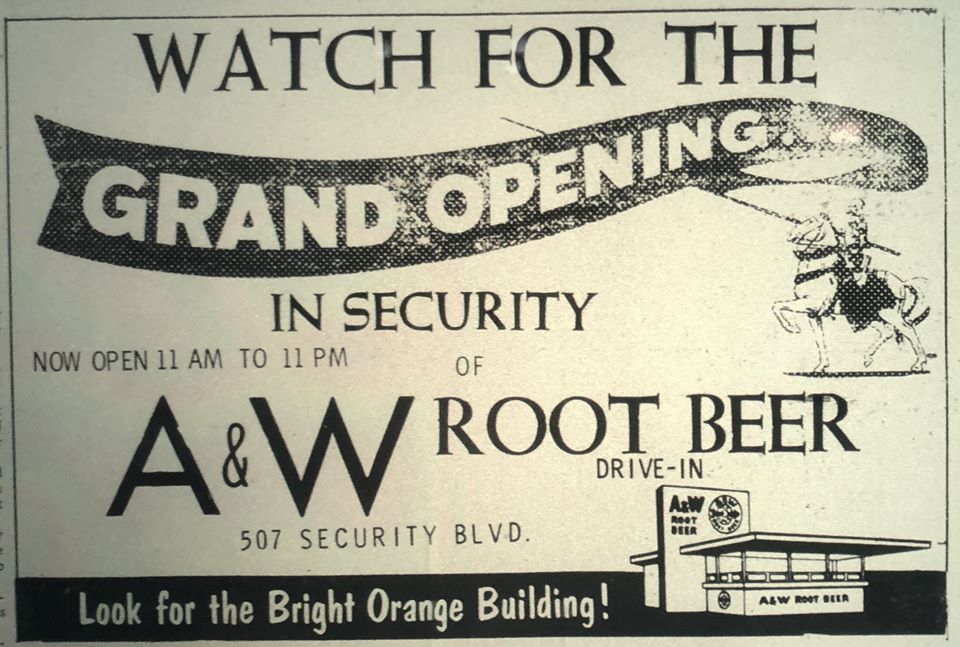 WATCH FOR THE
GRAND OPENING...
IN SECURITY
NOW OPEN 11 AM TO 11 PM
OF
A & W ROOT BEER
DRIVE-IN
507 SECURITY BLVD.
A&W
ROOT
BEER
A&W ROOT BEER
Look for the Bright Orange Building!